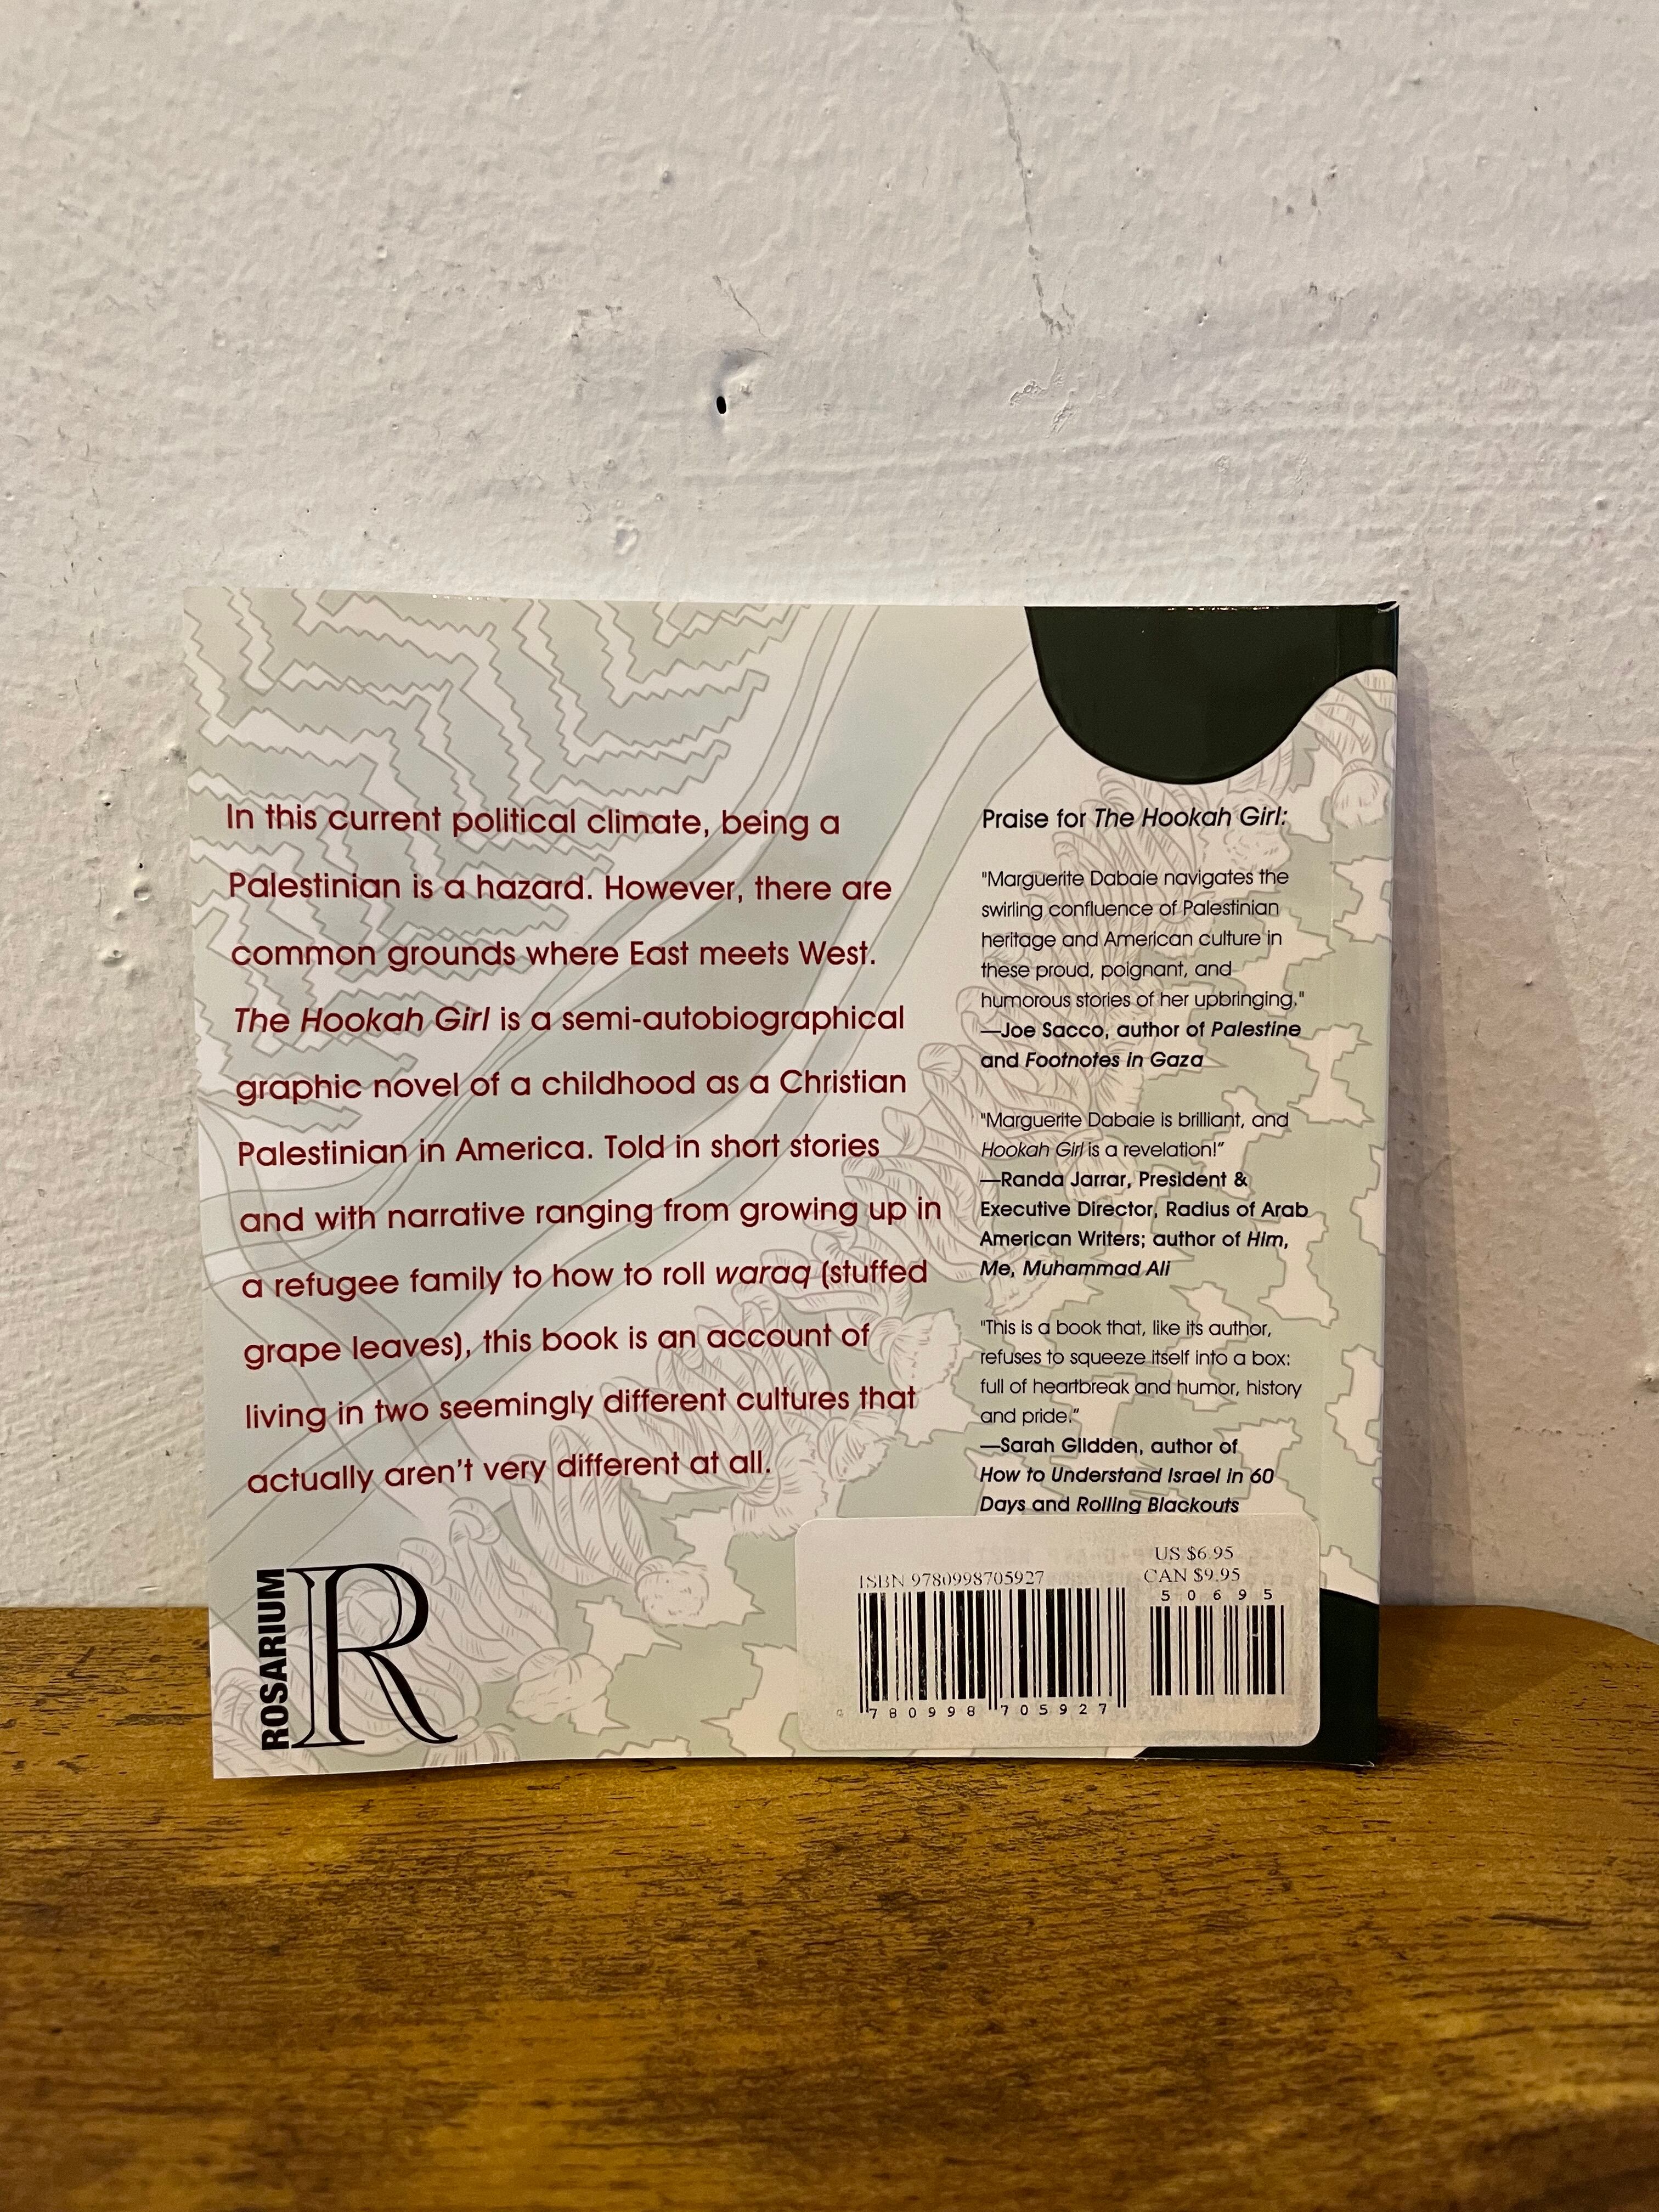 In this current political climate, being a
Palestinian is a hazard. However, there are
common grounds where East meets West.
The Hookah Girl is a semi-autobiographical
graphic novel of a childhood as a Christian
Palestinian in America. Told in short stories
and with narrative ranging from growing up in
a refugee family to how to roll waraq (stuffed
grape leaves), this book is an account of
living in two seemingly different cultures that
actually aren't very different at all.
ROSARIUM
R
Praise for The Hookah Girl:
"Marguerite Dabaie navigates the
swirling confluence of Palestinian
heritage and American culture in
these proud, poignant, and
humorous stories of her upbringing."
—Joe Sacco, author of Palestine
and Footnotes in Gaza
"Marguerite Dabaie is brilliant, and
Hookah Girl is a revelation!"
—Randa Jarrar, President &
Executive Director, Radius of Arab
American Writers; author of Him,
Me, Muhammad Ali
"This is a book that, like its author,
refuses to squeeze itself into a box:
full of heartbreak and humor, history
and pride."
—Sarah Glidden, author of
How to Understand Israel in 60
Days and Rolling Blackouts
US $6.95
ISBN 9780998705927
CAN $9.95
50695
9 780998 705927